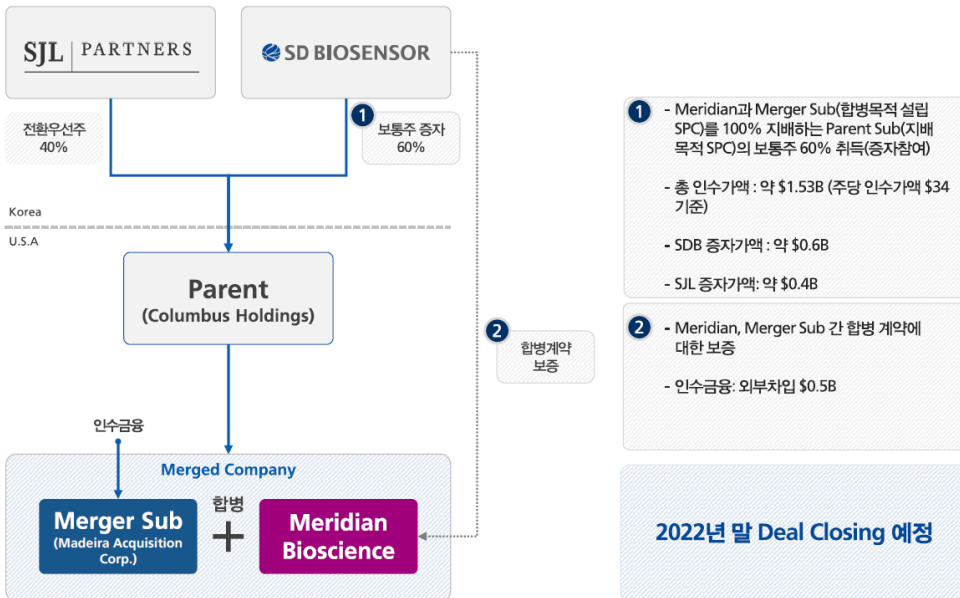 SJL PARTNERS
SD BIOSENSOR
전환우선주
40%
1
보통주 증자
60%
Korea
U.S.A
Parent
(Columbus Holdings)
2
합병계약
보증
인수금융
Merged Company
Merger Sub
(Madeira Acquisition
Corp.)
합병
+
Meridian
Bioscience
1
- Meridian과 Merger Sub(합병목적 설립
SPC)를 100% 지배하는 Parent Sub(지배
목적 SPC)의 보통주 60% 취득(증자참여)
- 총 인수가액 : 약 $1.53B (주당 인수가액 $34
기준)
- SDB 증자가액 : 약 $0.6B
- SJL 증자가액: 약 $0.4B
2
- Meridian, Merger Sub 간 합병 계약에
대한 보증
- 인수금융: 외부차입 $0.5B
2022년 말 Deal Closing 예정